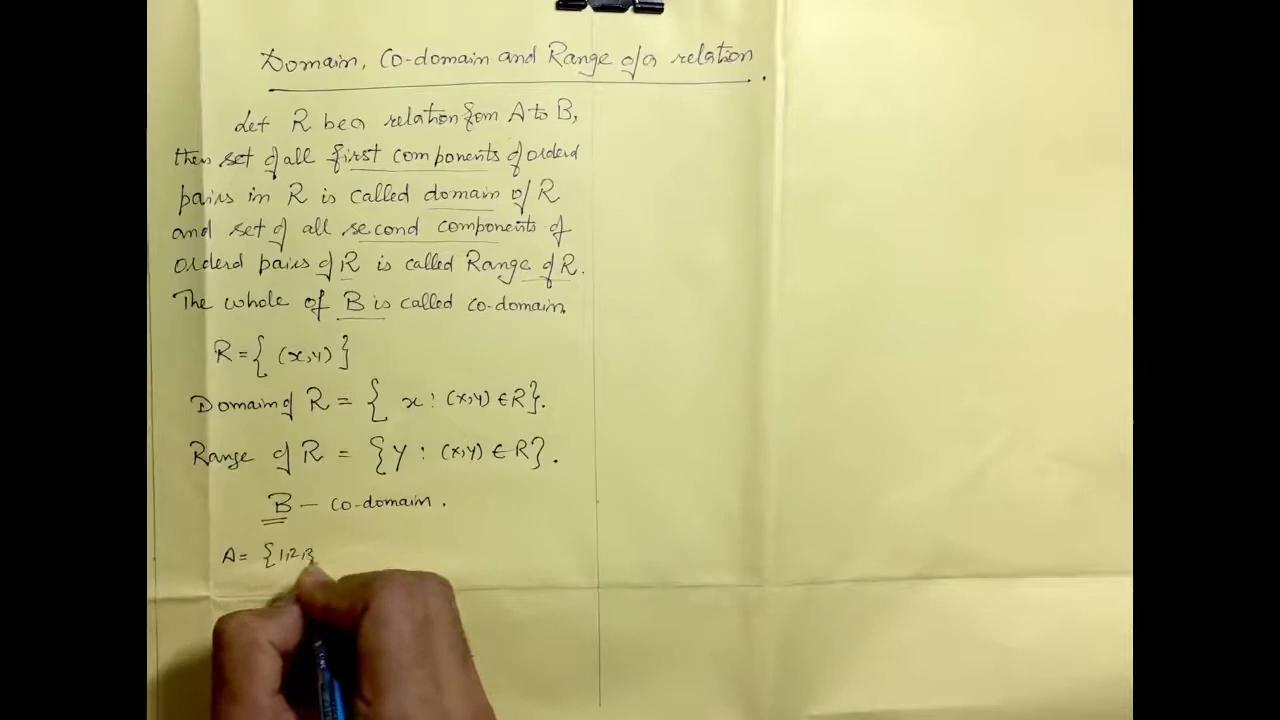 Domain, Co-domain and Range of a relation.
Let R be a relation from A to B,
then set of all first components of orderd
pairs in R is called domain of R
and set of all second components of
orderd pairs of R is called Range of R.
The whole of B is called co-domain.
R = { (x,y) }
Domain of R = { x : (x,y) ∈ R }.
Range of R = { y : (x,y) ∈ R }.
B — co-domain.
A = {1,2,3